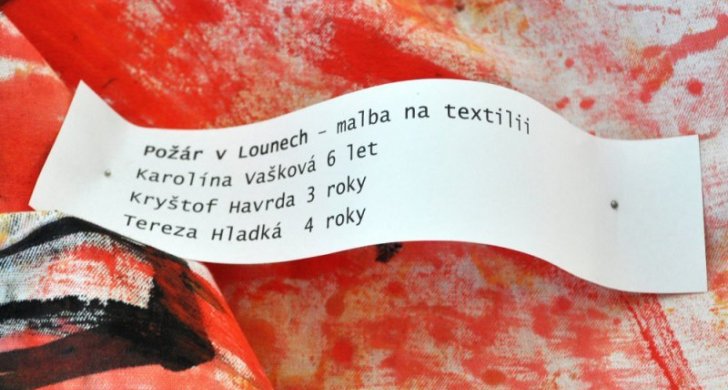 Požár v Lounech – malba na textilii
Karolína Vašková 6 let
Kryštof Havrda 3 roky
Tereza Hladká 4 roky